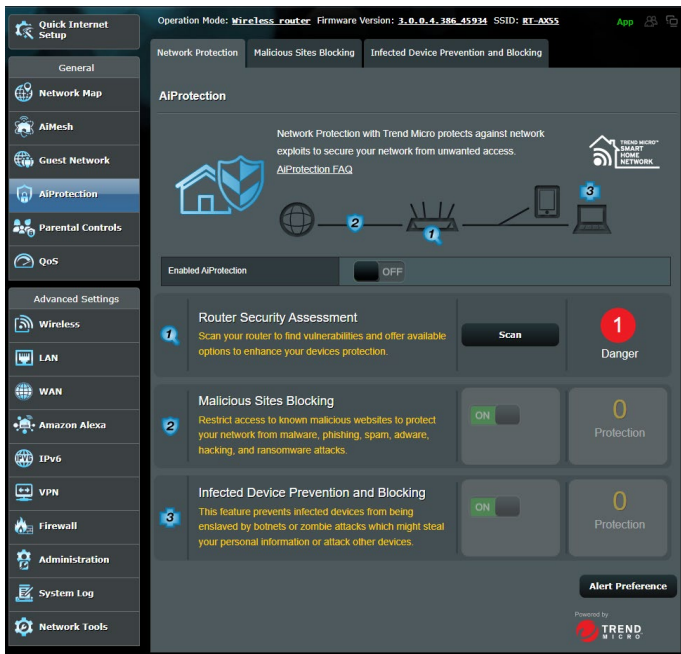 Quick Internet
Setup
General
Network Map
AiMesh
Guest Network
AiProtection
Parental Controls
QoS
Advanced Settings
Wireless
LAN
WAN
Amazon Alexa
IPv6
VPN
Firewall
Administration
System Log
Network Tools
Operation Mode: Wireless router Firmware Version: 3.0.0.4.386_45934 SSID: RT-AX55
App
Network Protection Malicious Sites Blocking Infected Device Prevention and Blocking
AiProtection
Network Protection with Trend Micro protects against network
exploits to secure your network from unwanted access.
AiProtection FAQ
TREND MICRO™
SMART
HOME
NETWORK
2
1
3
Enabled AiProtection OFF
1
Router Security Assessment
Scan your router to find vulnerabilities and offer available
options to enhance your devices protection.
Scan
1
Danger
2
Malicious Sites Blocking
Restrict access to known malicious websites to protect
your network from malware, phishing, spam, adware,
hacking, and ransomware attacks.
ON
0
Protection
3
Infected Device Prevention and Blocking
This feature prevents infected devices from being
enslaved by botnets or zombie attacks which might steal
your personal information or attack other devices.
ON
0
Protection
Alert Preference
Powered by
TREND
MICRO